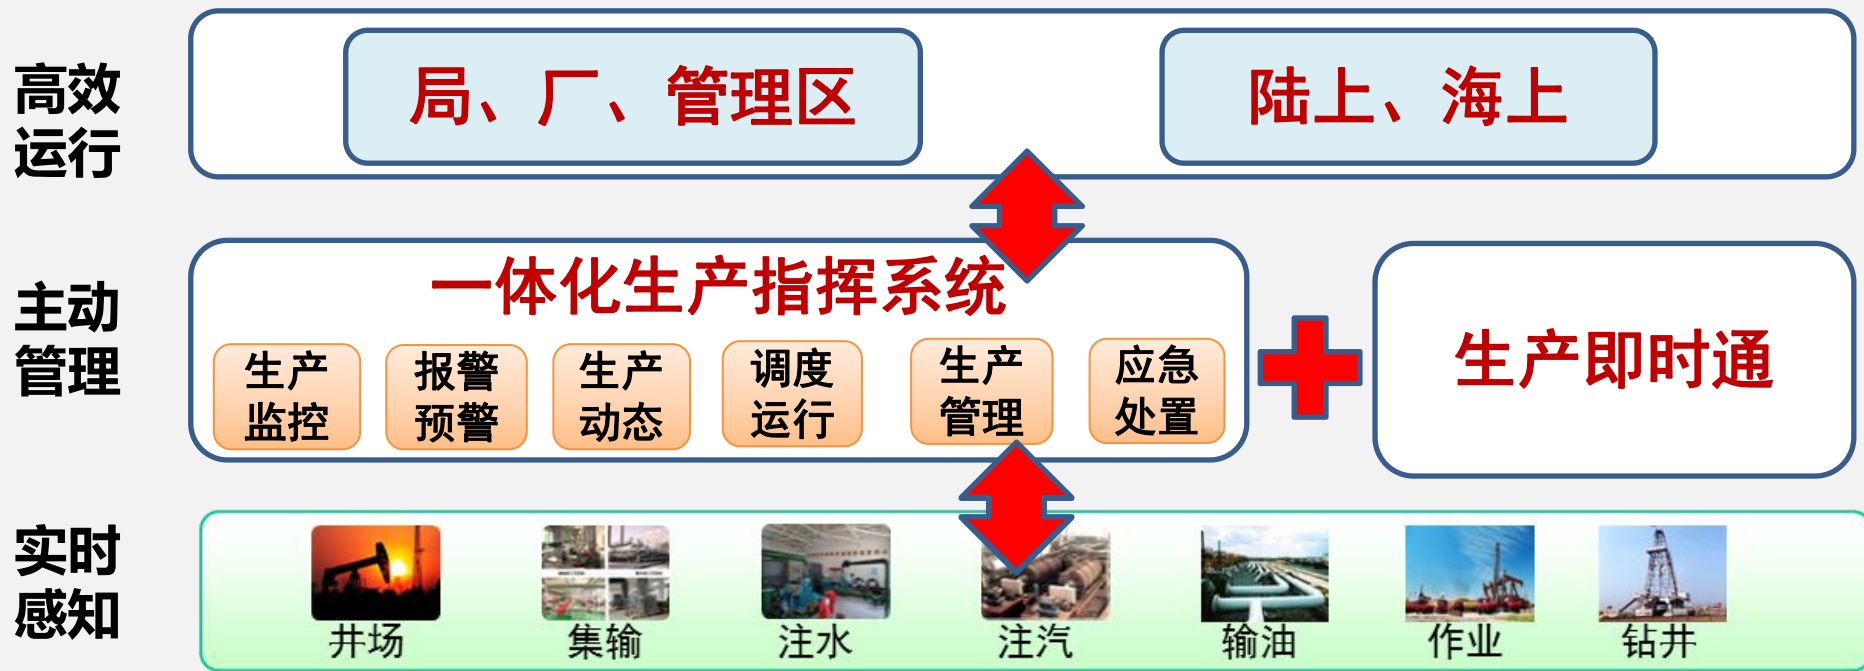 高效
运行
局、厂、管理区
陆上、海上
主动
管理
一体化生产指挥系统
生产
监控
报警
预警
生产
动态
调度
运行
生产
管理
应急
处置
生产即时通
实时
感知
井场
集输
注水
注汽
输油
作业
钻井